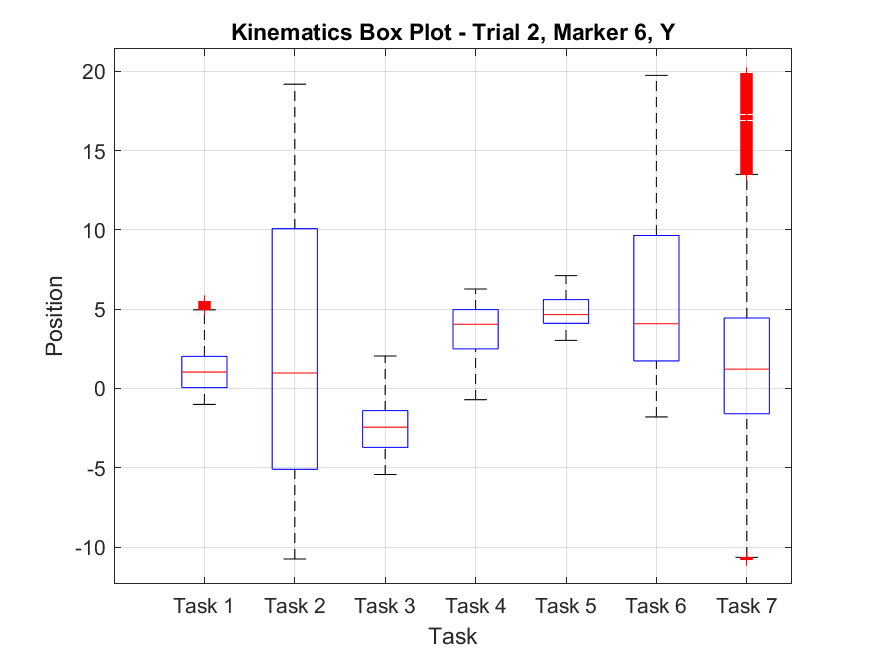 Kinematics Box Plot - Trial 2, Marker 6, Y
20
15
10
5
0
-5
-10
Position
Task 1 Task 2 Task 3 Task 4 Task 5 Task 6 Task 7
Task